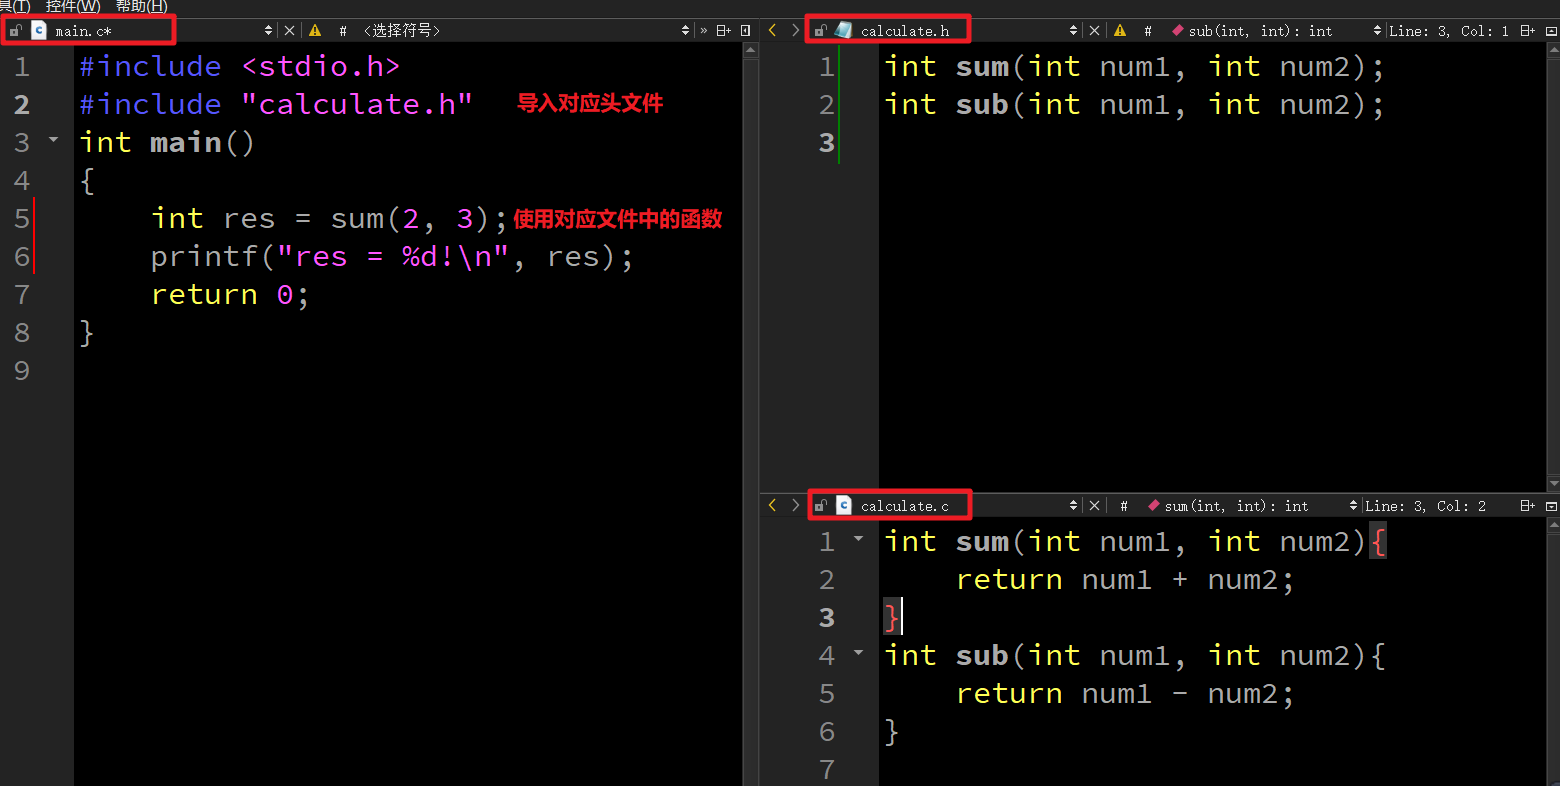 具(T) 控件(W) 帮助(H)
main.c* # <选择符号> »
1 #include <stdio.h>
2 #include "calculate.h" 导入对应头文件
3 int main()
4 {
5 int res = sum(2, 3); 使用对应文件中的函数
6 printf("res = %d!\n", res);
7 return 0;
8 }
9
calculate.h # sub(int, int): int Line: 3, Col: 1
1 int sum(int num1, int num2);
2 int sub(int num1, int num2);
3
calculate.c # sum(int, int): int Line: 3, Col: 2
1 int sum(int num1, int num2){
2 return num1 + num2;
3 }
4 int sub(int num1, int num2){
5 return num1 - num2;
6 }
7